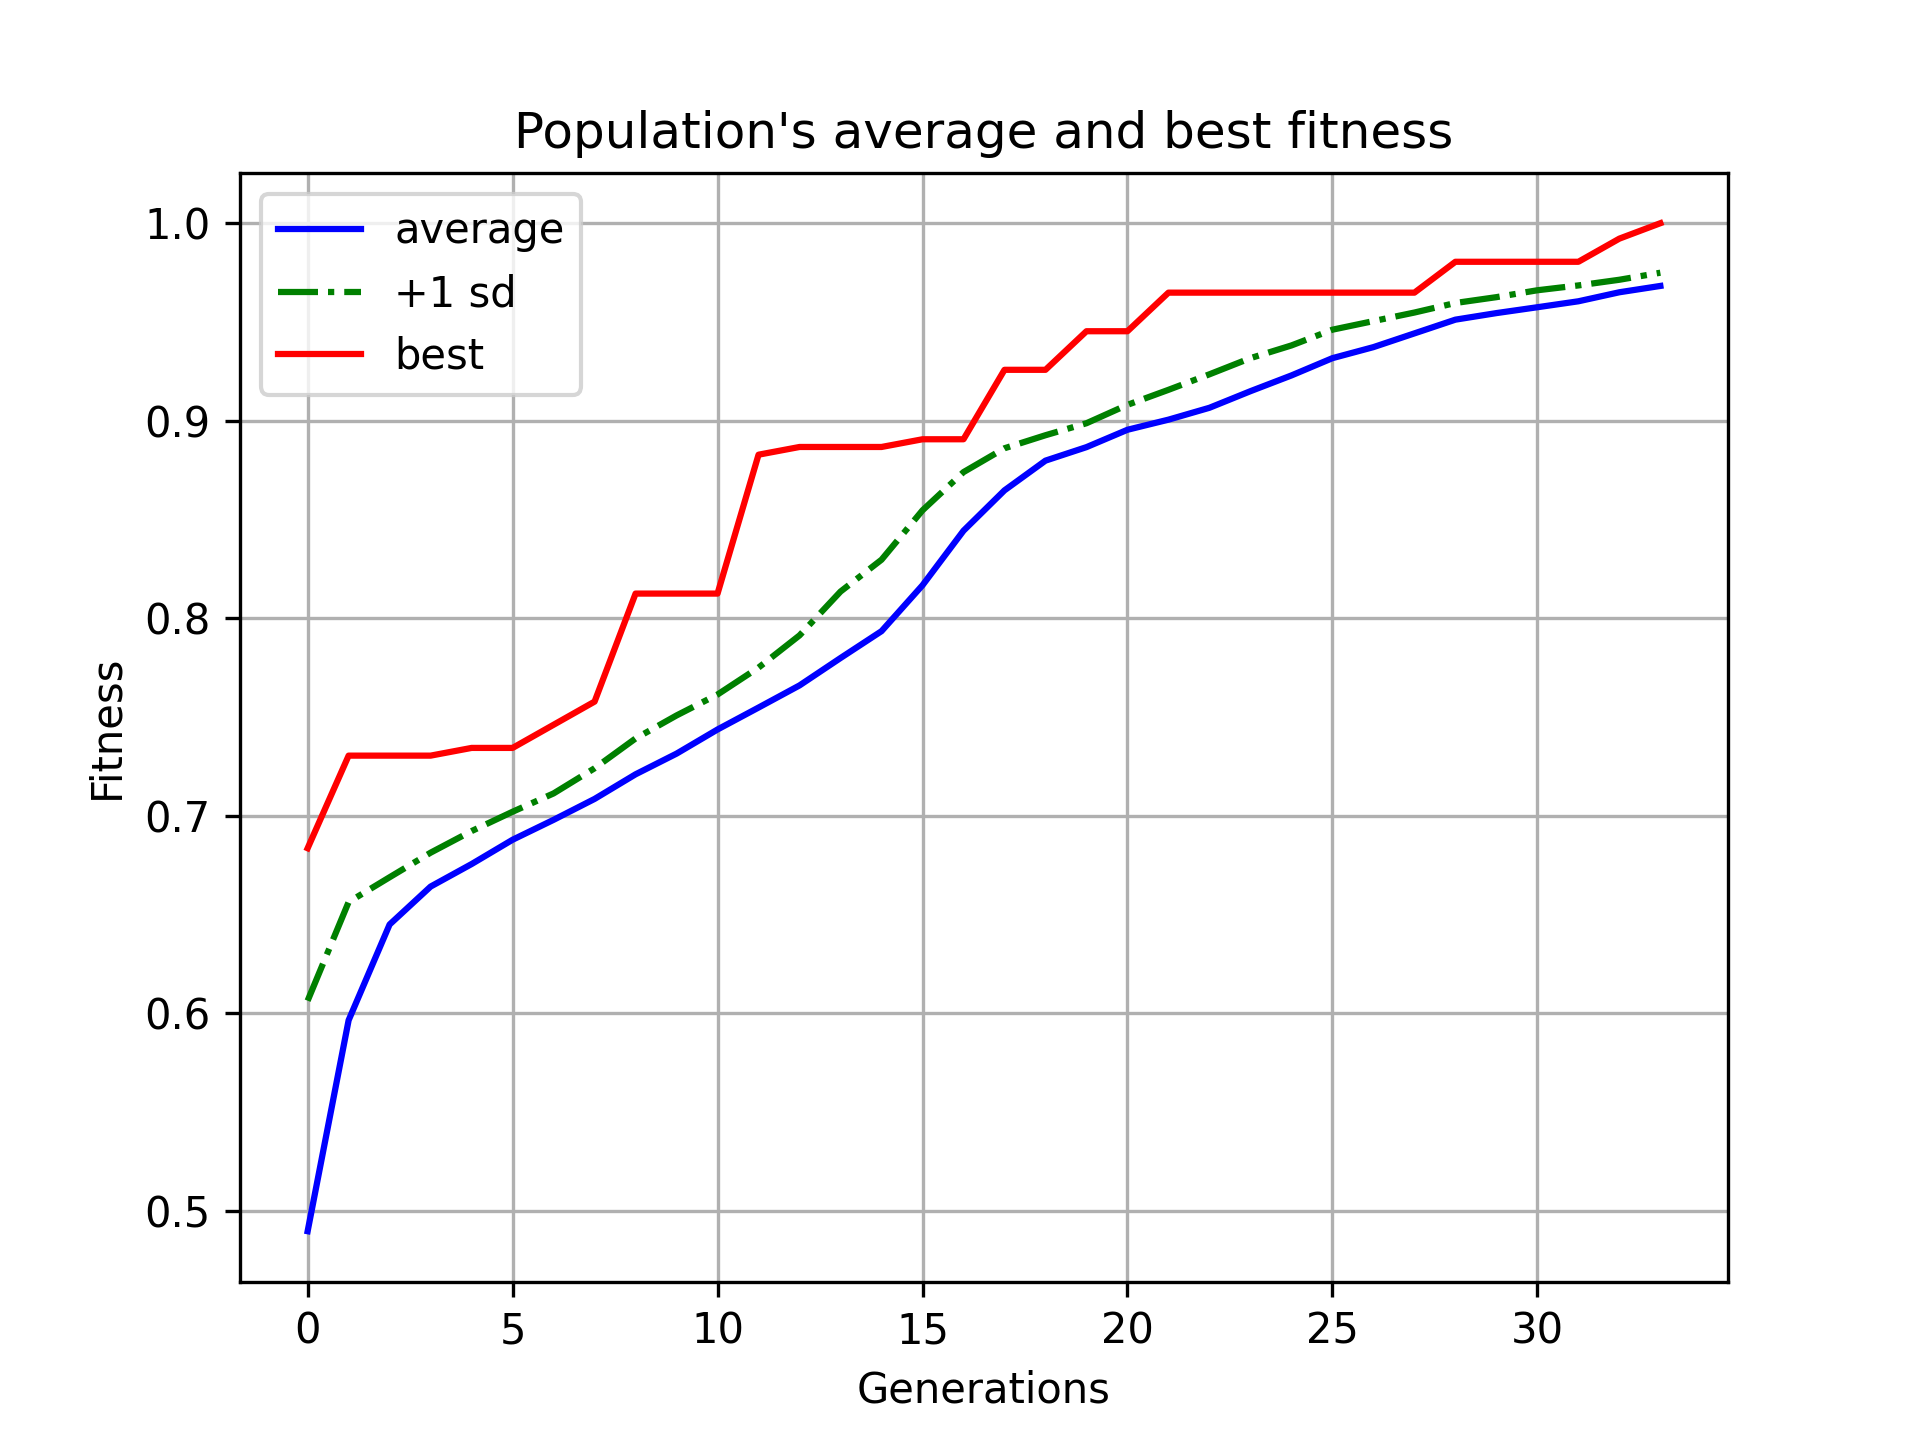 Population's average and best fitness
average
+1 sd
best
1.0
0.9
0.8
0.7
0.6
0.5
Fitness
0 5 10 15 20 25 30
Generations